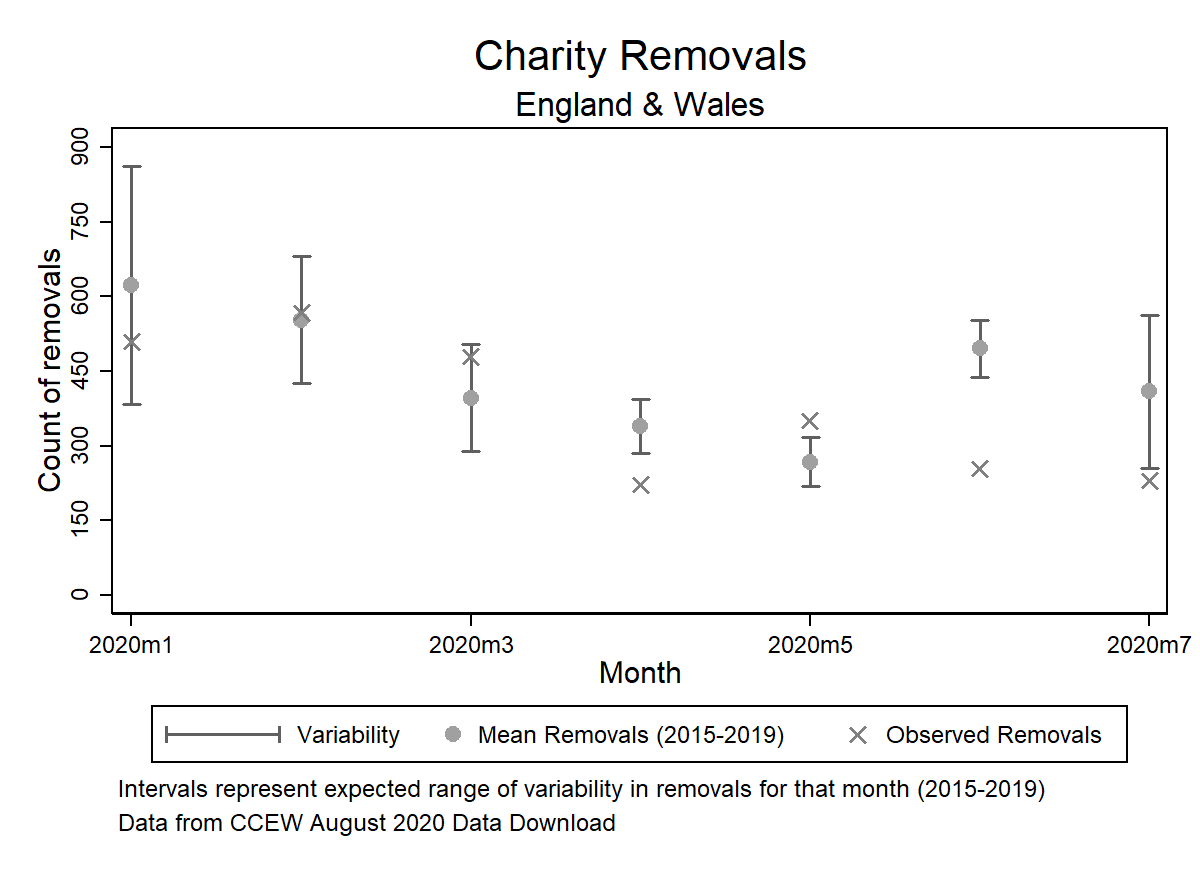 Charity Removals
England & Wales
Count of removals
900
750
600
450
300
150
0
2020m1 2020m3 2020m5 2020m7
Month
Variability Mean Removals (2015-2019) Observed Removals
Intervals represent expected range of variability in removals for that month (2015-2019)
Data from CCEW August 2020 Data Download